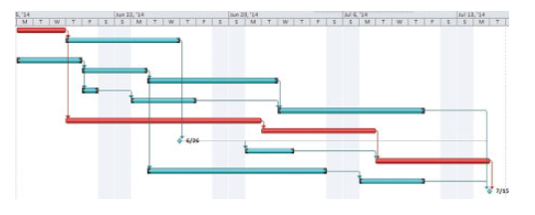 5, '14 Jun 22, '14 Jun 29, '14 Jul 6, '14 Jul 13, '14
M T W T F S S M T W T F S S M T W T F S S M T W T F S S M T
6/26
7/15